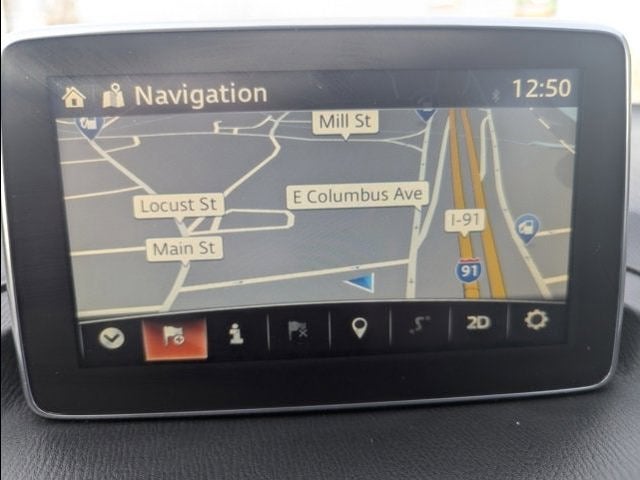 Navigation
12:50
Mill St
E Columbus Ave
Locust St
I-91
Main St
91
2D